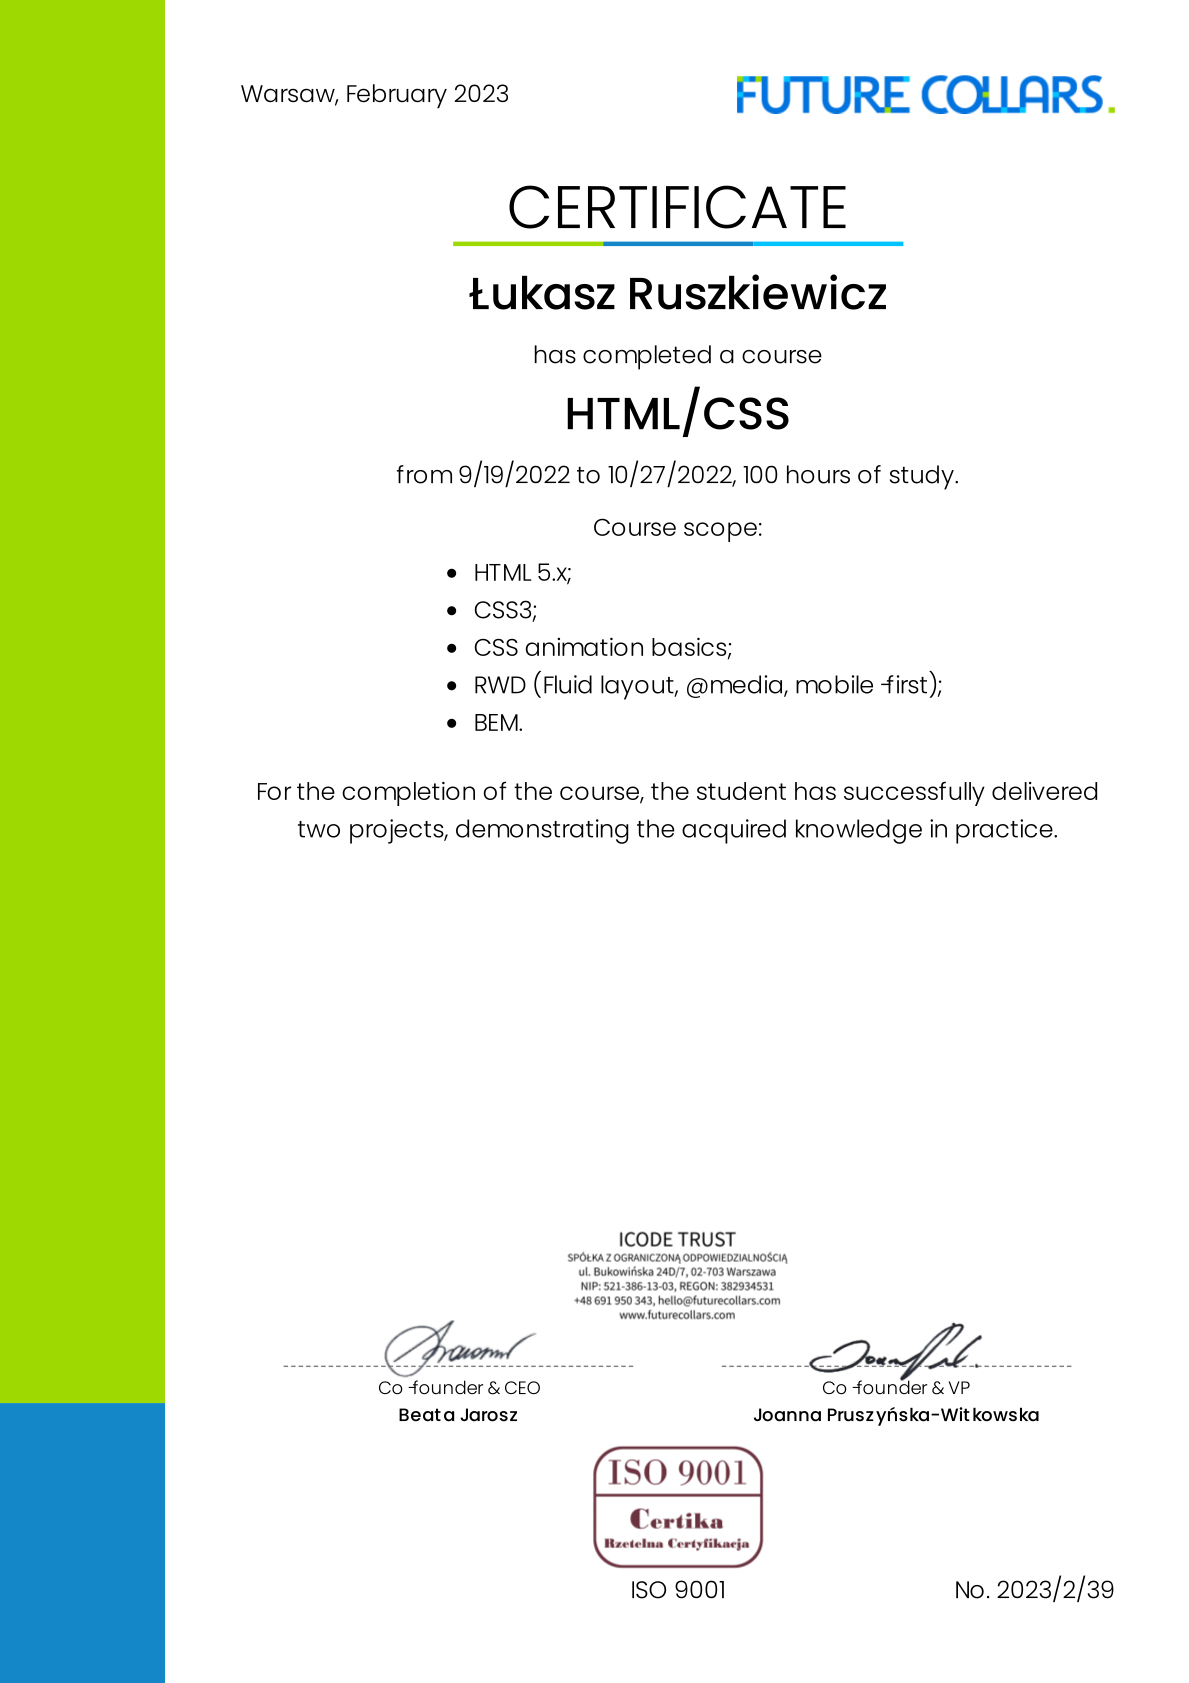 Warsaw, February 2023
FUTURE COLLARS.
CERTIFICATE
Łukasz Ruszkiewicz
has completed a course
HTML/CSS
from 9/19/2022 to 10/27/2022, 100 hours of study.
Course scope:
• HTML 5.x;
• CSS3;
• CSS animation basics;
• RWD (Fluid layout, @media, mobile-first);
• BEM.
For the completion of the course, the student has successfully delivered
two projects, demonstrating the acquired knowledge in practice.
ICODE TRUST
SPÓŁKA Z OGRANICZONĄ ODPOWIEDZIALNOŚCIĄ
ul. Bukowińska 24D/7, 02-703 Warszawa
NIP: 521-386-13-03, REGON: 382934531
+48 691 950 343, hello@futurecollars.com
www.futurecollars.com
Co-founder & CEO
Beata Jarosz
Co-founder & VP
Joanna Pruszyńska-Witkowska
ISO 9001
Certika
Rzetelna Certyfikacja
ISO 9001
No. 2023/2/39